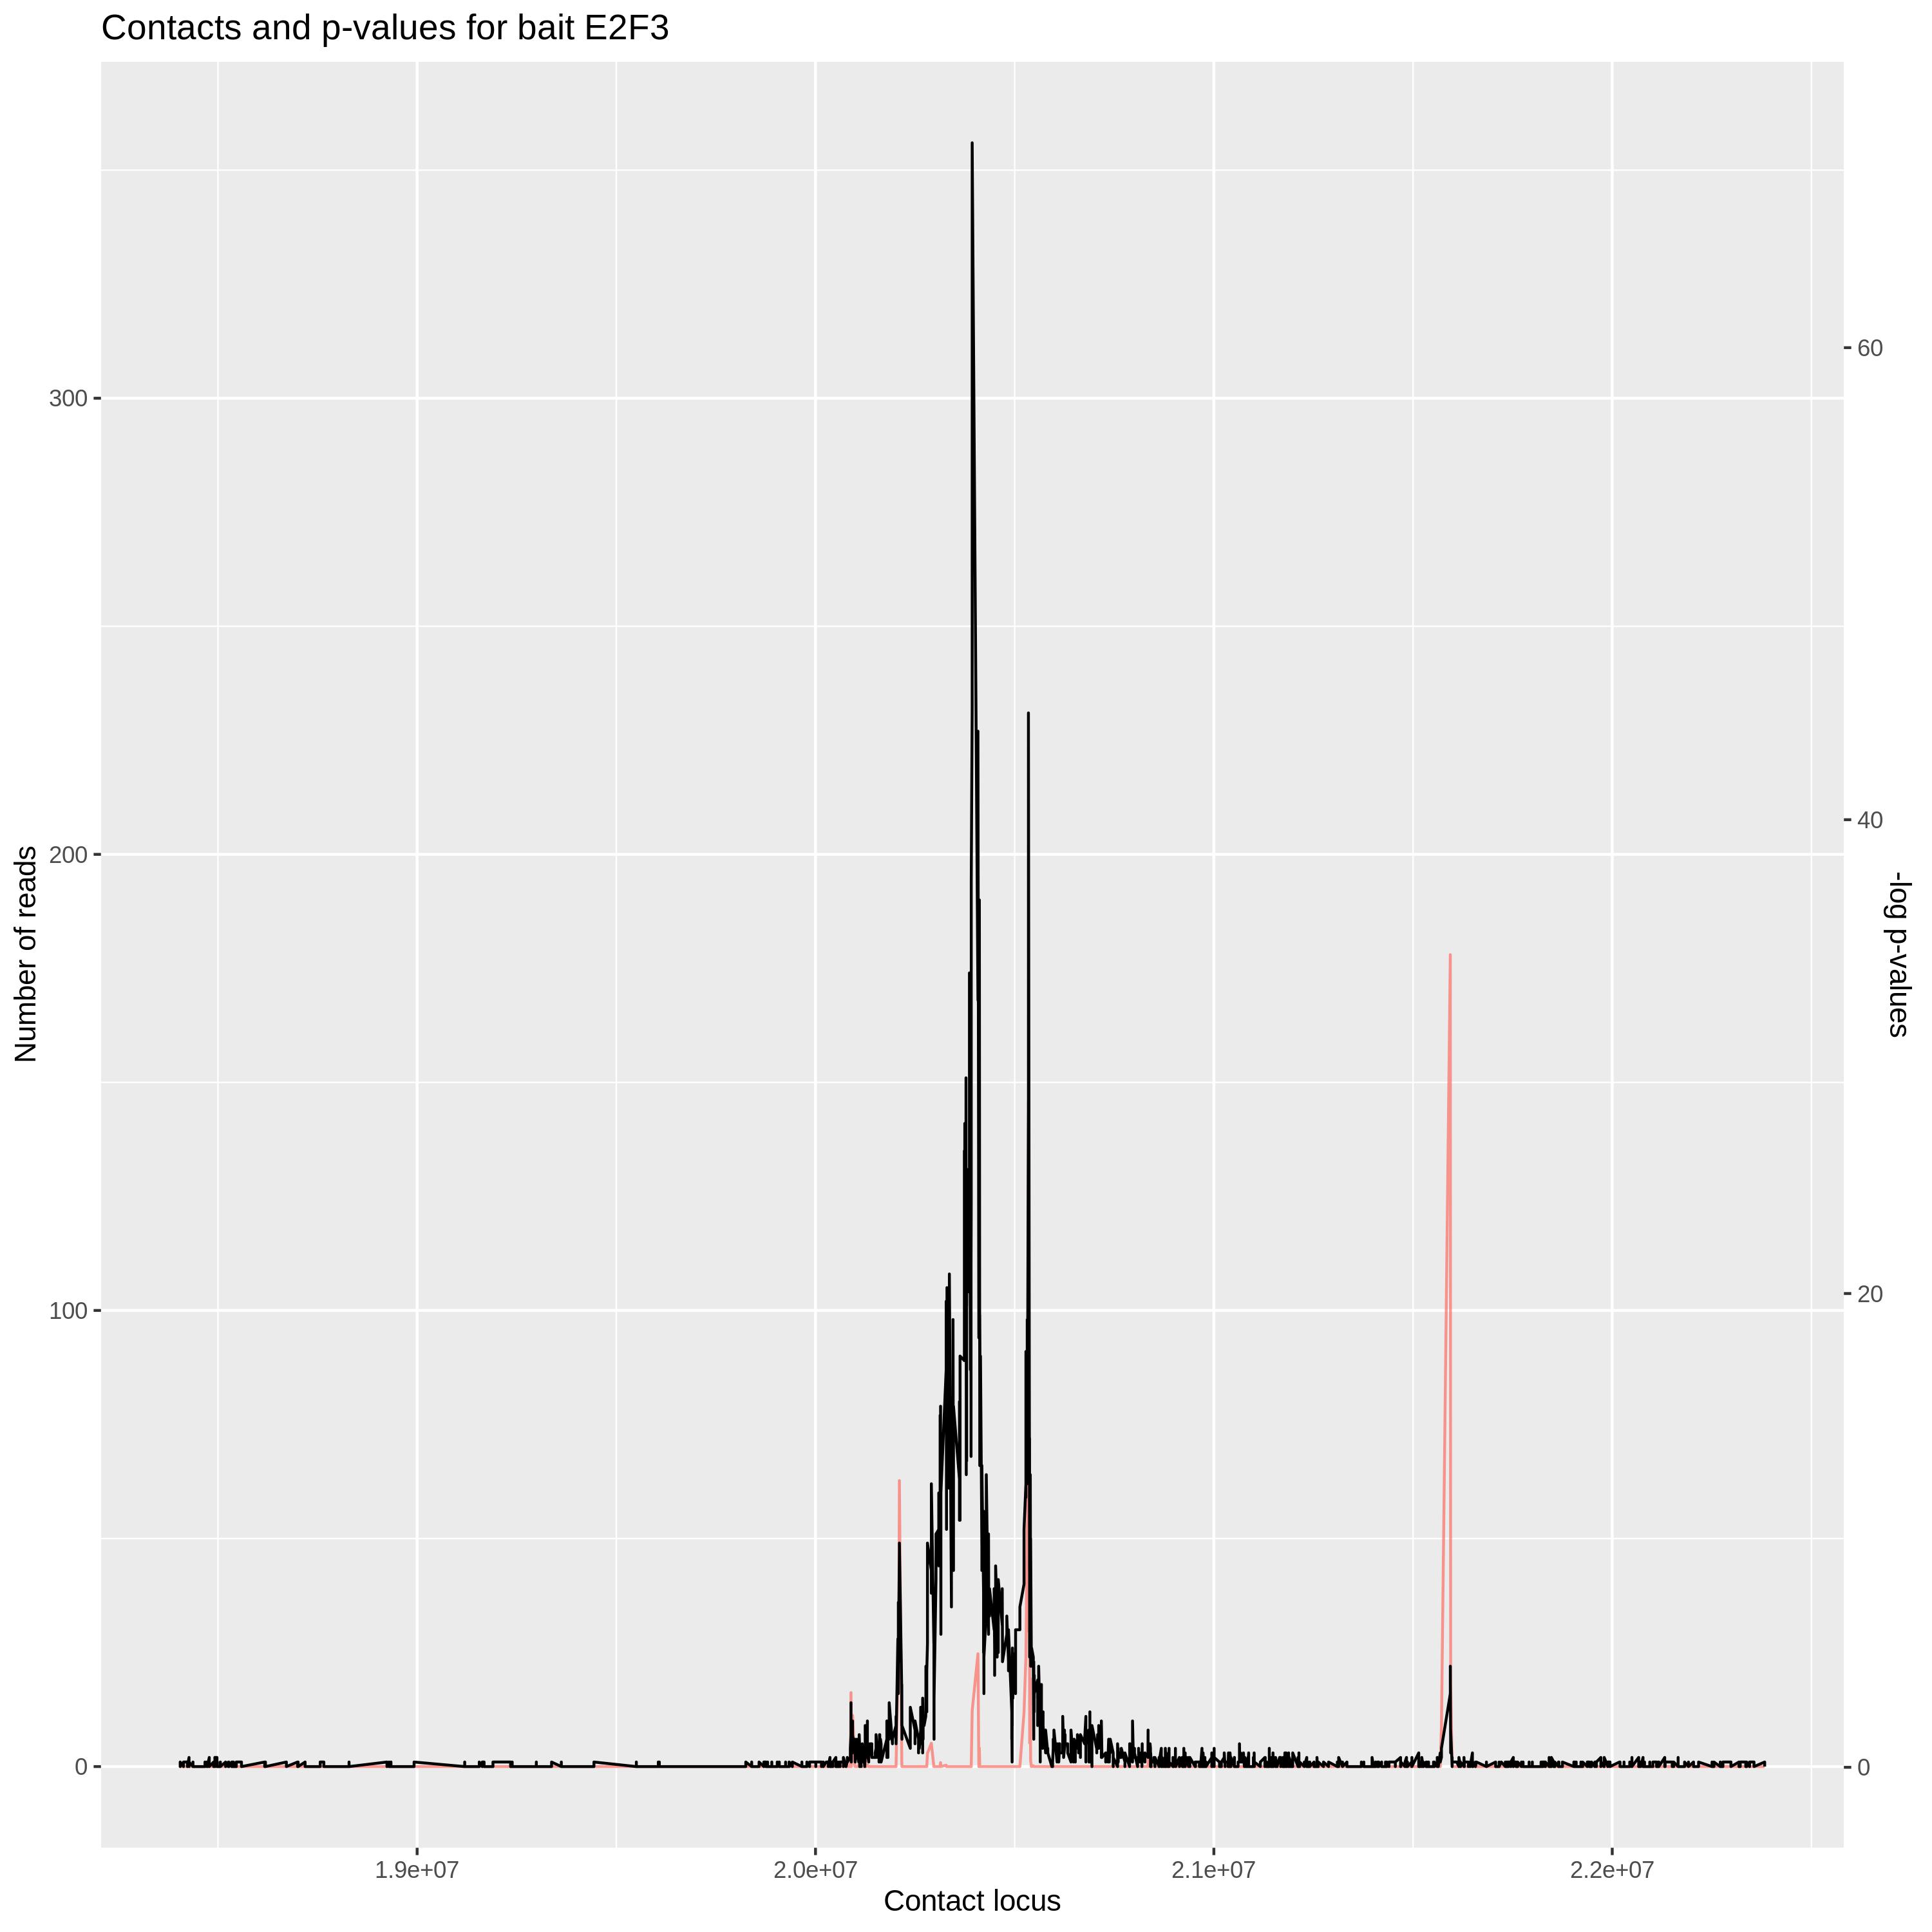 Contacts and p-values for bait E2F3
Number of reads
300
200
100
0
60
40
20
0
-log p-values
1.9e+07
2.0e+07
2.1e+07
2.2e+07
Contact locus